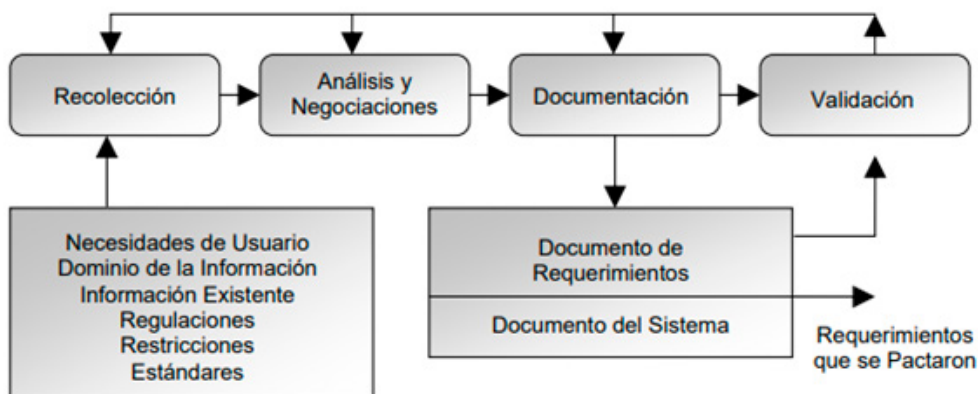 Recolección
Análisis y
Negociaciones
Documentación
Validación
Necesidades de Usuario
Dominio de la Información
Información Existente
Regulaciones
Restricciones
Estándares
Documento de
Requerimientos
Documento del Sistema
Requerimientos
que se Pactaron